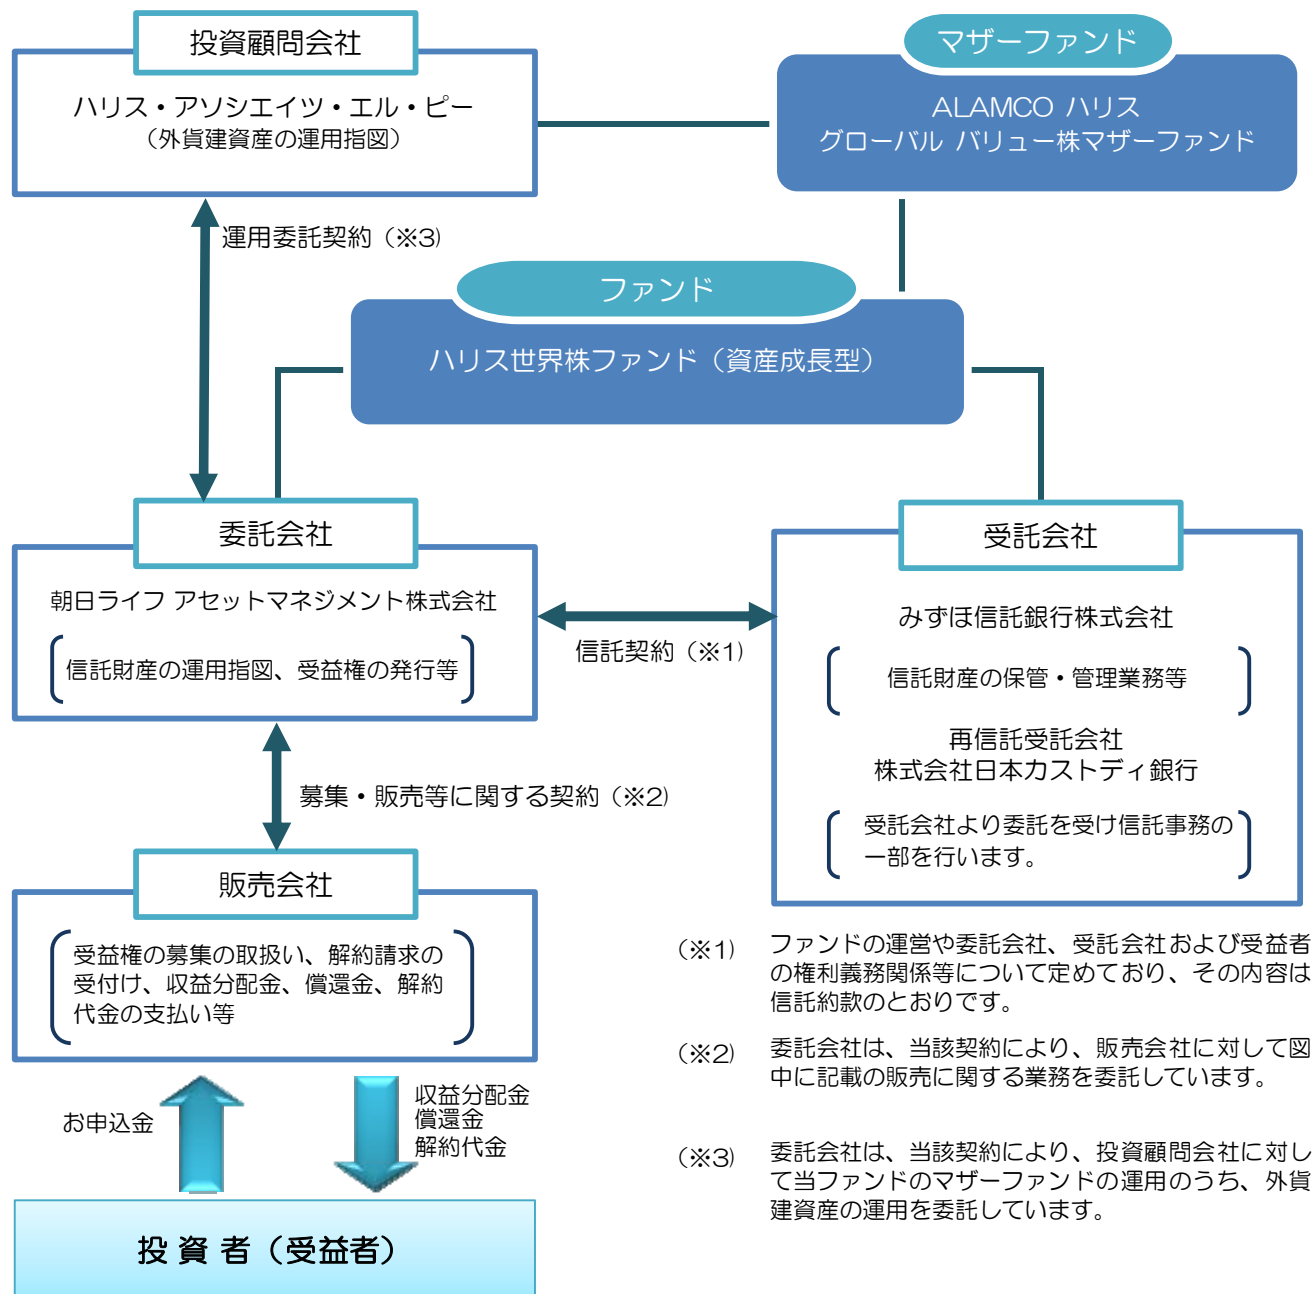 投資顧問会社
ハリス・アソシエイツ・エル・ピー
（外貨建資産の運用指図）
マザーファンド
ALAMCO ハリス
グローバル バリュー株マザーファンド
運用委託契約（※3）
ファンド
ハリス世界株ファンド（資産成長型）
委託会社
朝日ライフ アセットマネジメント株式会社
信託財産の運用指図、受益権の発行等
信託契約（※1）
受託会社
みずほ信託銀行株式会社
信託財産の保管・管理業務等
再信託受託会社
株式会社日本カストディ銀行
受託会社より委託を受け信託事務の
一部を行います。
募集・販売等に関する契約（※2）
販売会社
受益権の募集の取扱い、解約請求の
受付け、収益分配金、償還金、解約
代金の支払い等
お申込金
収益分配金
償還金
解約代金
投 資 者（受益者）
（※1） ファンドの運営や委託会社、受託会社および受益者
の権利義務関係等について定めており、その内容は
信託約款のとおりです。
（※2） 委託会社は、当該契約により、販売会社に対して図
中に記載の販売に関する業務を委託しています。
（※3） 委託会社は、当該契約により、投資顧問会社に対し
て当ファンドのマザーファンドの運用のうち、外貨
建資産の運用を委託しています。